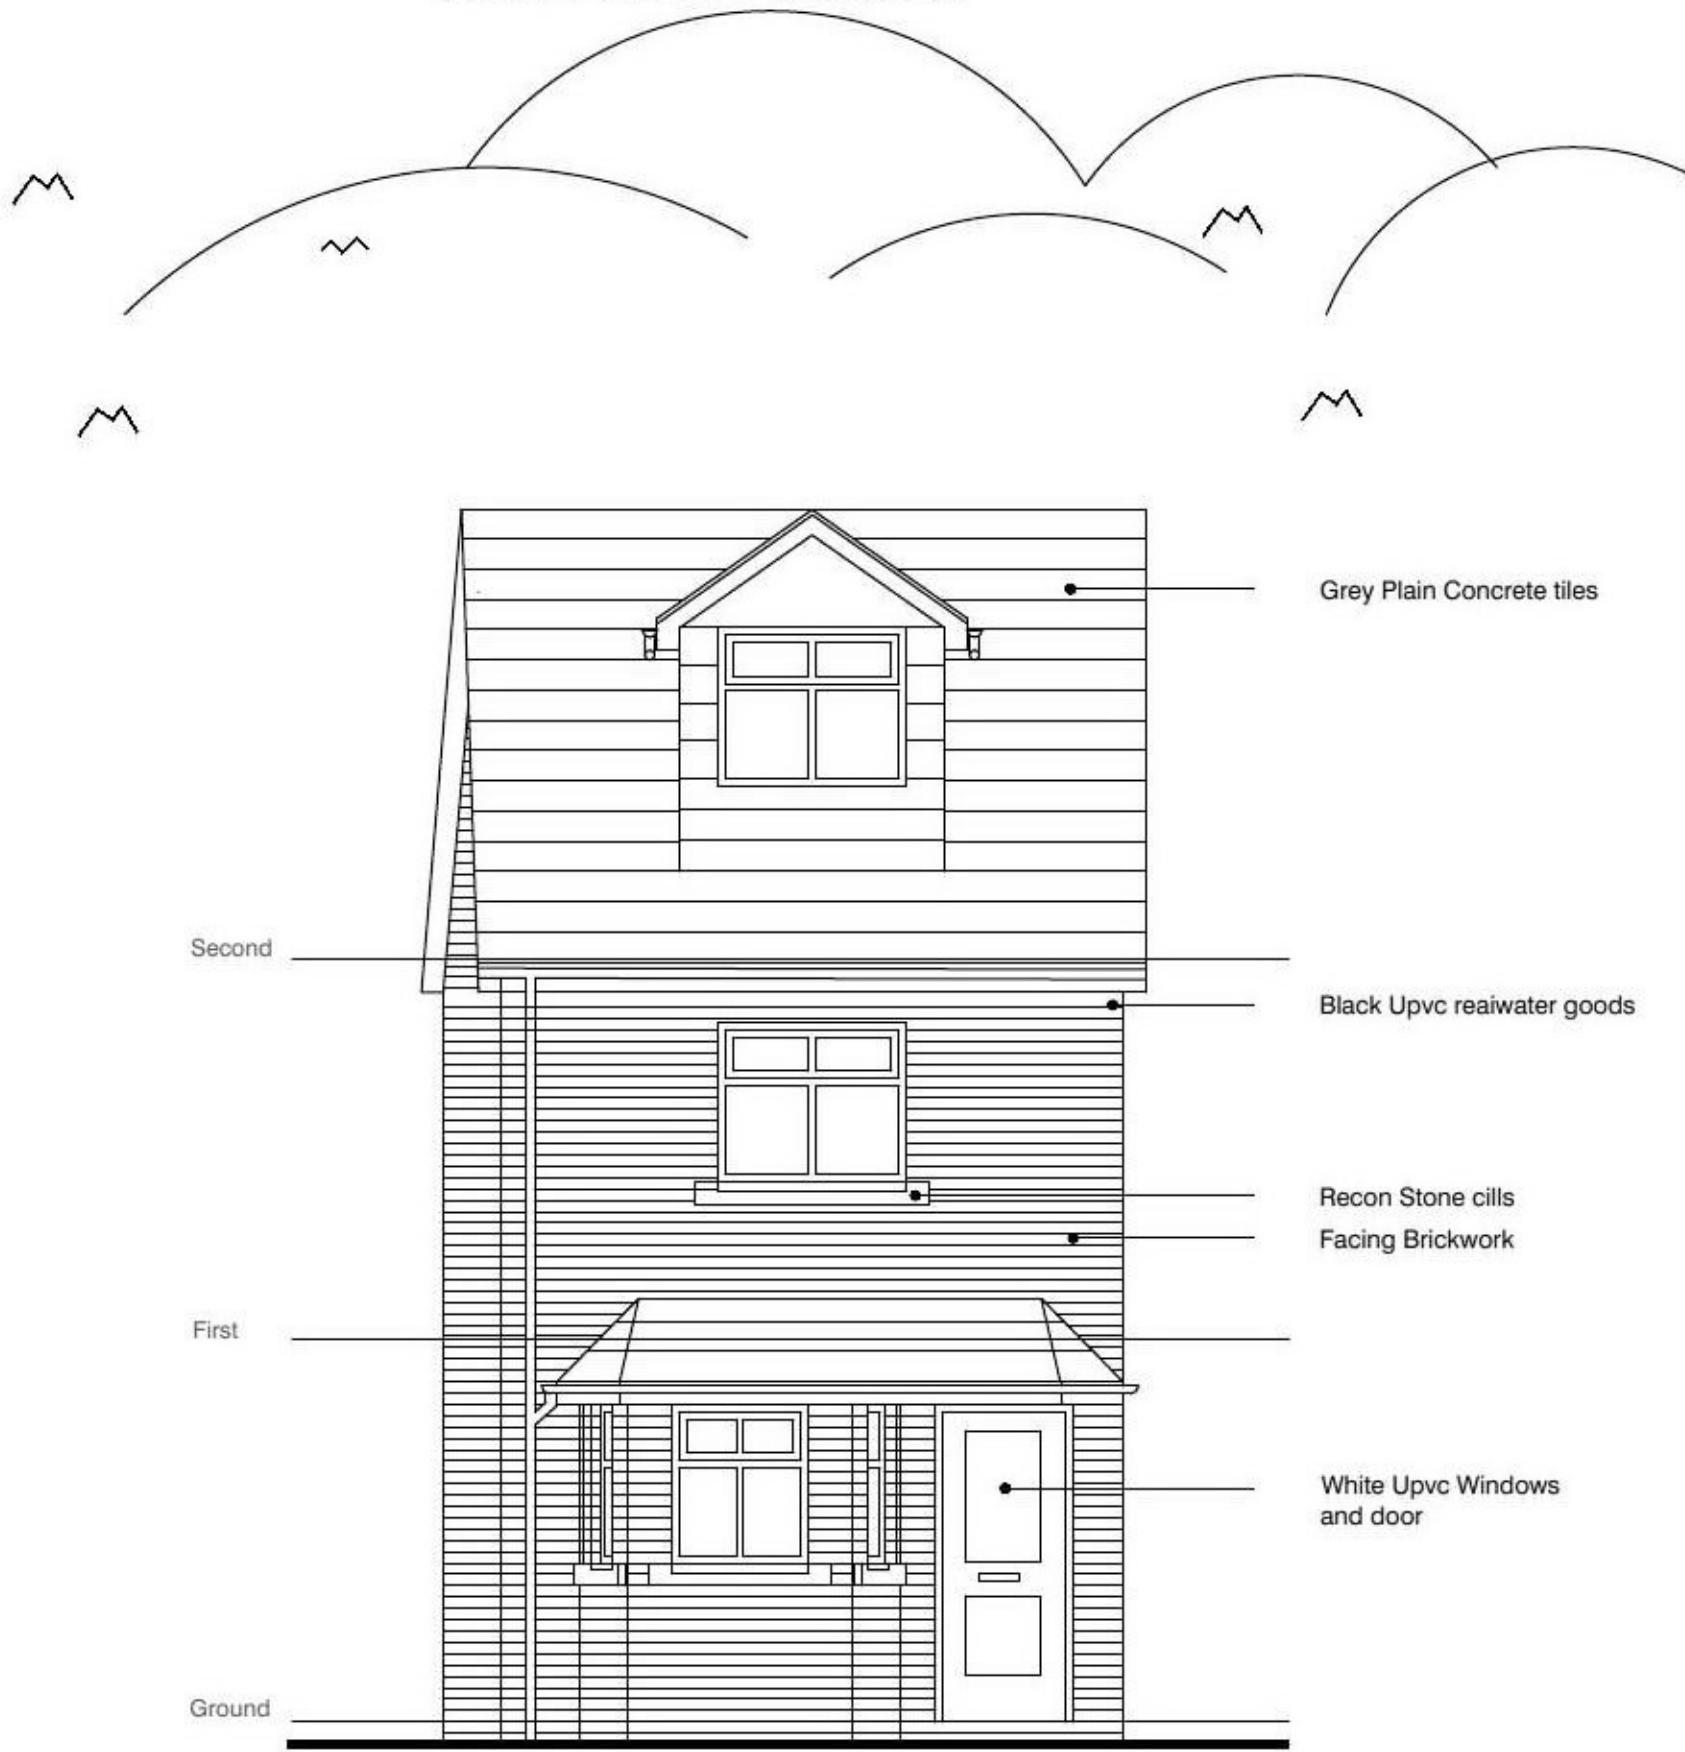 Grey Plain Concrete tiles
Second
Black Upvc reaiwater goods
Recon Stone cills
Facing Brickwork
First
White Upvc Windows
and door
Ground